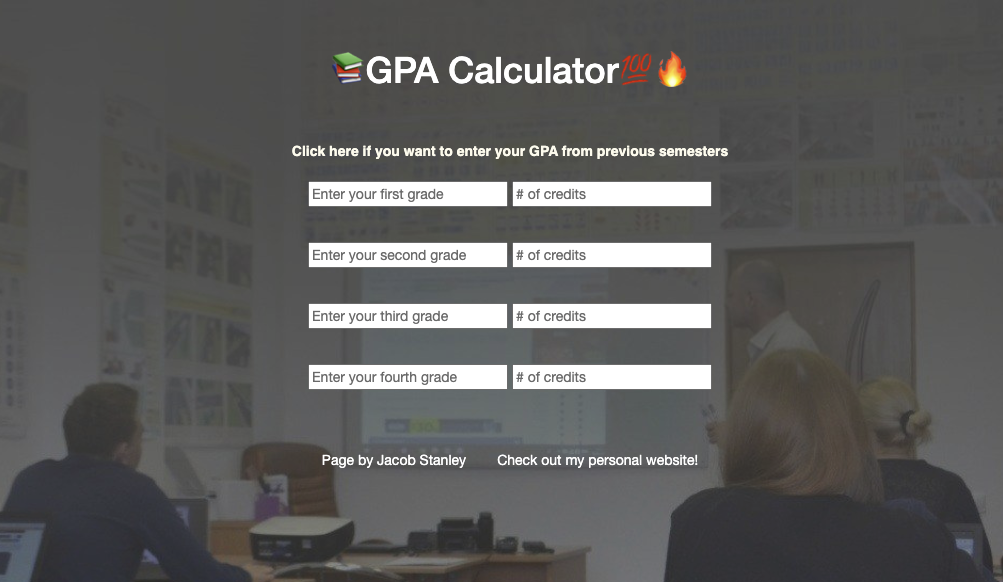 📚GPA Calculator💯🔥
Click here if you want to enter your GPA from previous semesters
Enter your first grade # of credits
Enter your second grade # of credits
Enter your third grade # of credits
Enter your fourth grade # of credits
Page by Jacob Stanley Check out my personal website!